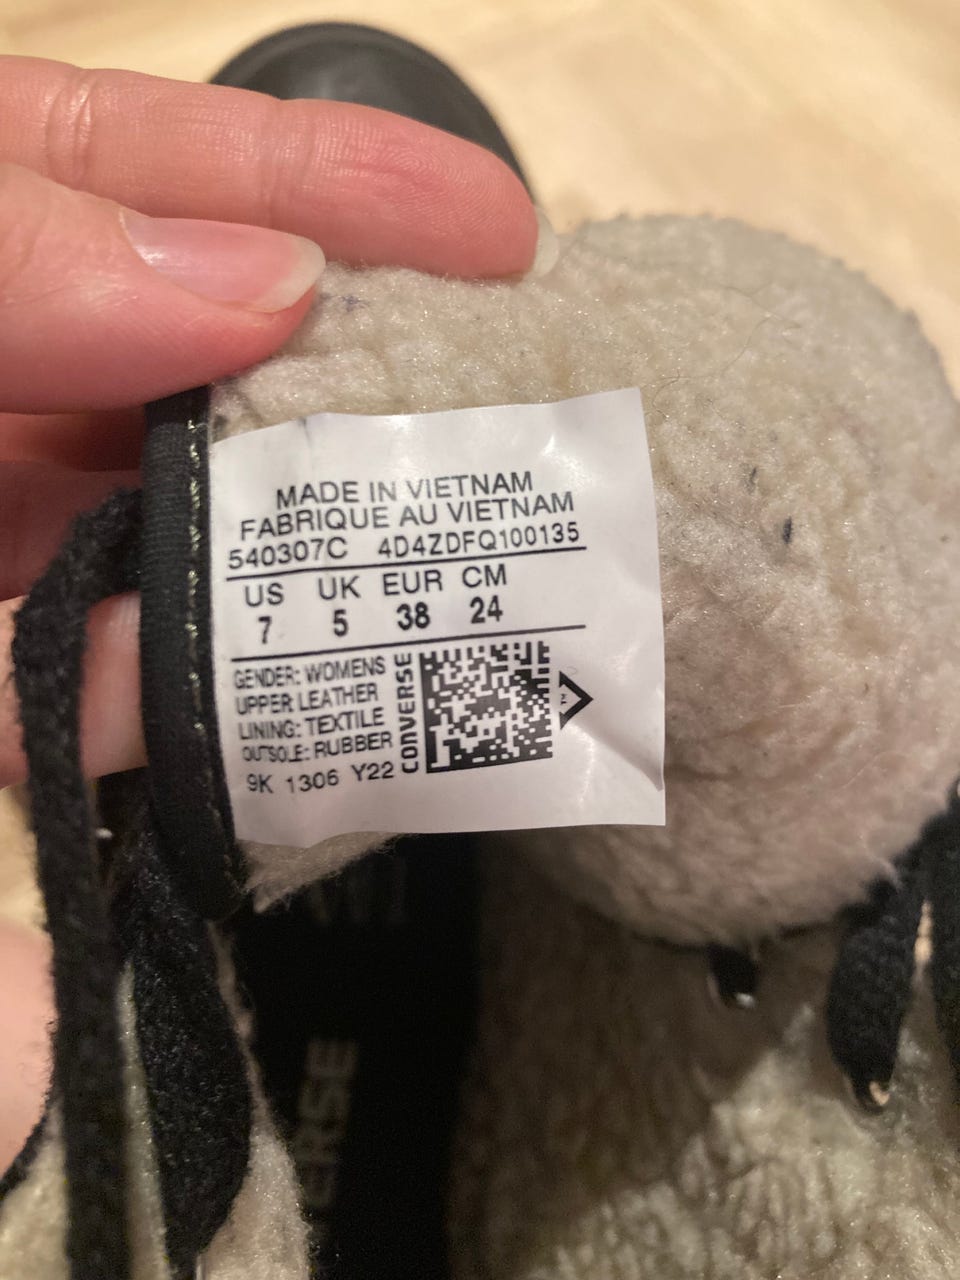 MADE IN VIETNAM
FABRIQUE AU VIETNAM
540307C 4D4ZDFQ100135
US UK EUR CM
7 5 38 24
GENDER: WOMENS
UPPER: LEATHER
LINING: TEXTILE
OUTSOLE: RUBBER
9K 1306 Y22
CONVERSE
ERSE